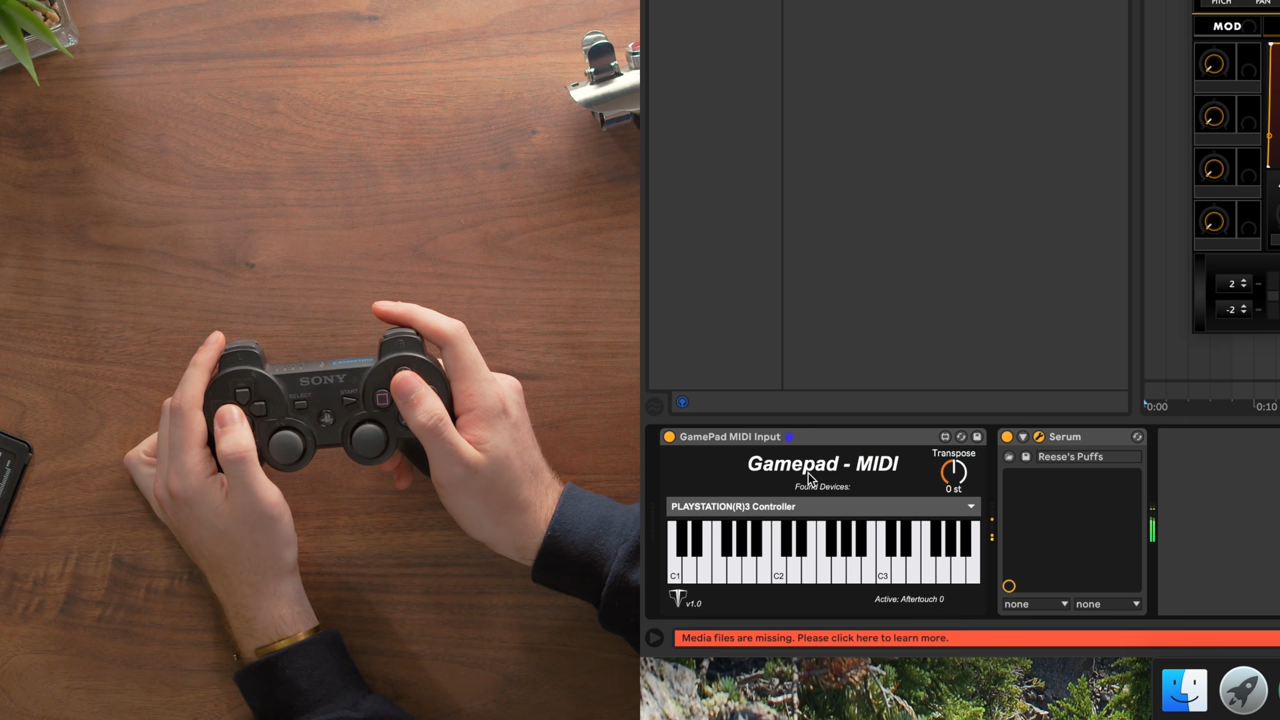 SONY
SELECT
START
PITCH
PAN
MOD
2
-2
0:00
0:10
GamePad MIDI Input
Gamepad - MIDI
Transpose
0 st
Found Devices:
PLAYSTATION(R)3 Controller
C1
C2
C3
v1.0
Active: Aftertouch 0
Serum
Reese's Puffs
none
none
Media files are missing. Please click here to learn more.